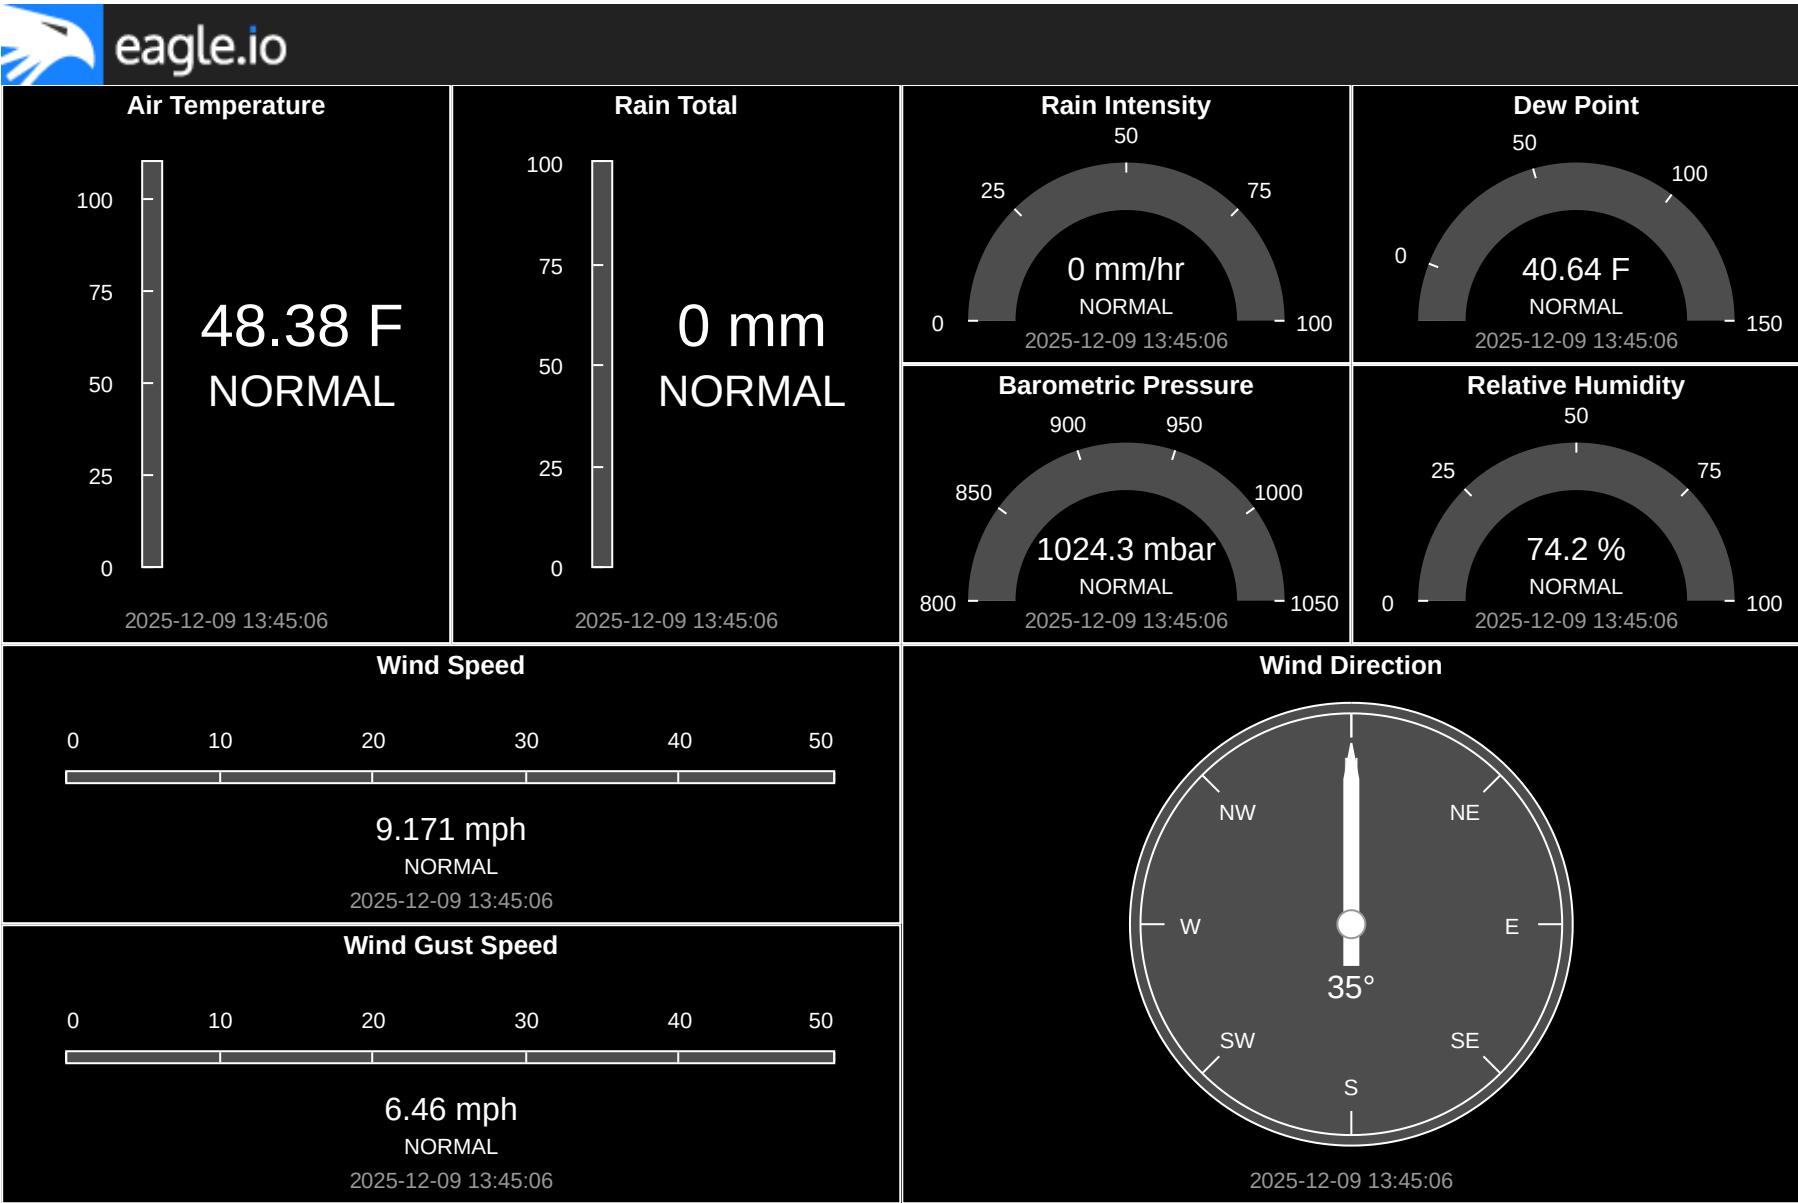 eagle.io
Air Temperature
100
75
50
25
0
48.38 F
NORMAL
2025-12-09 13:45:06
Rain Total
100
75
50
25
0
0 mm
NORMAL
2025-12-09 13:45:06
Rain Intensity
50
25
75
0
100
0 mm/hr
NORMAL
2025-12-09 13:45:06
Dew Point
50
100
0
150
40.64 F
NORMAL
2025-12-09 13:45:06
Barometric Pressure
900
950
850
1000
800
1050
1024.3 mbar
NORMAL
2025-12-09 13:45:06
Relative Humidity
50
25
75
0
100
74.2 %
NORMAL
2025-12-09 13:45:06
Wind Speed
0 10 20 30 40 50
9.171 mph
NORMAL
2025-12-09 13:45:06
Wind Gust Speed
0 10 20 30 40 50
6.46 mph
NORMAL
2025-12-09 13:45:06
Wind Direction
NW NE
W E
35°
SW SE
S
2025-12-09 13:45:06